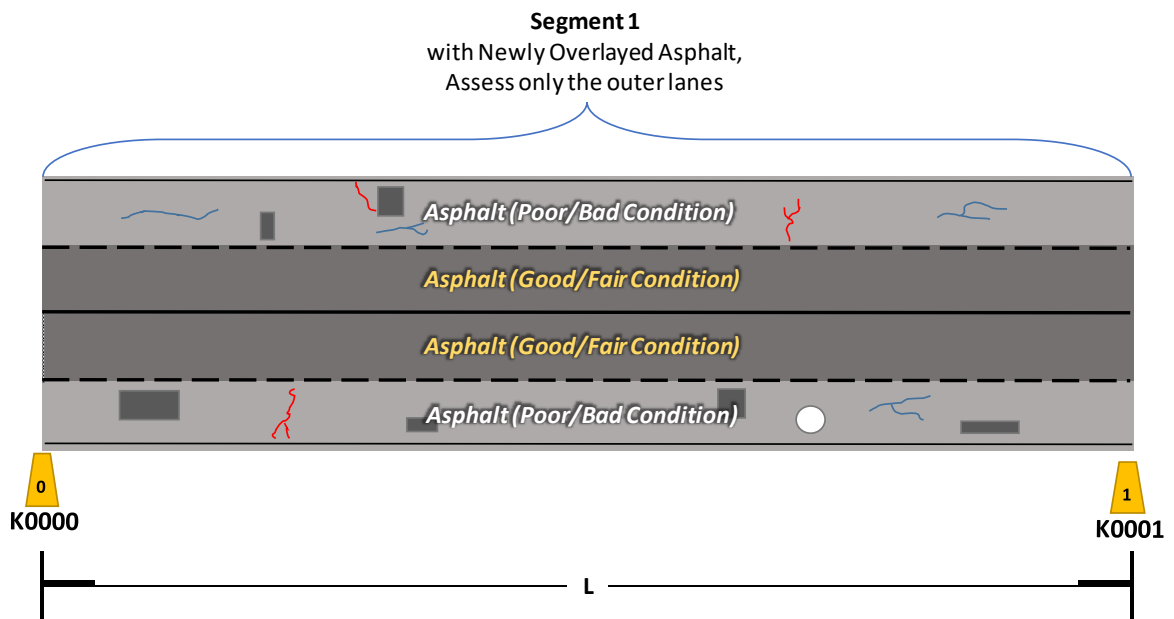 Segment 1
with Newly Overlayed Asphalt,
Assess only the outer lanes
Asphalt (Poor/Bad Condition)
Asphalt (Good/Fair Condition)
Asphalt (Good/Fair Condition)
Asphalt (Poor/Bad Condition)
0
K0000
1
K0001
L